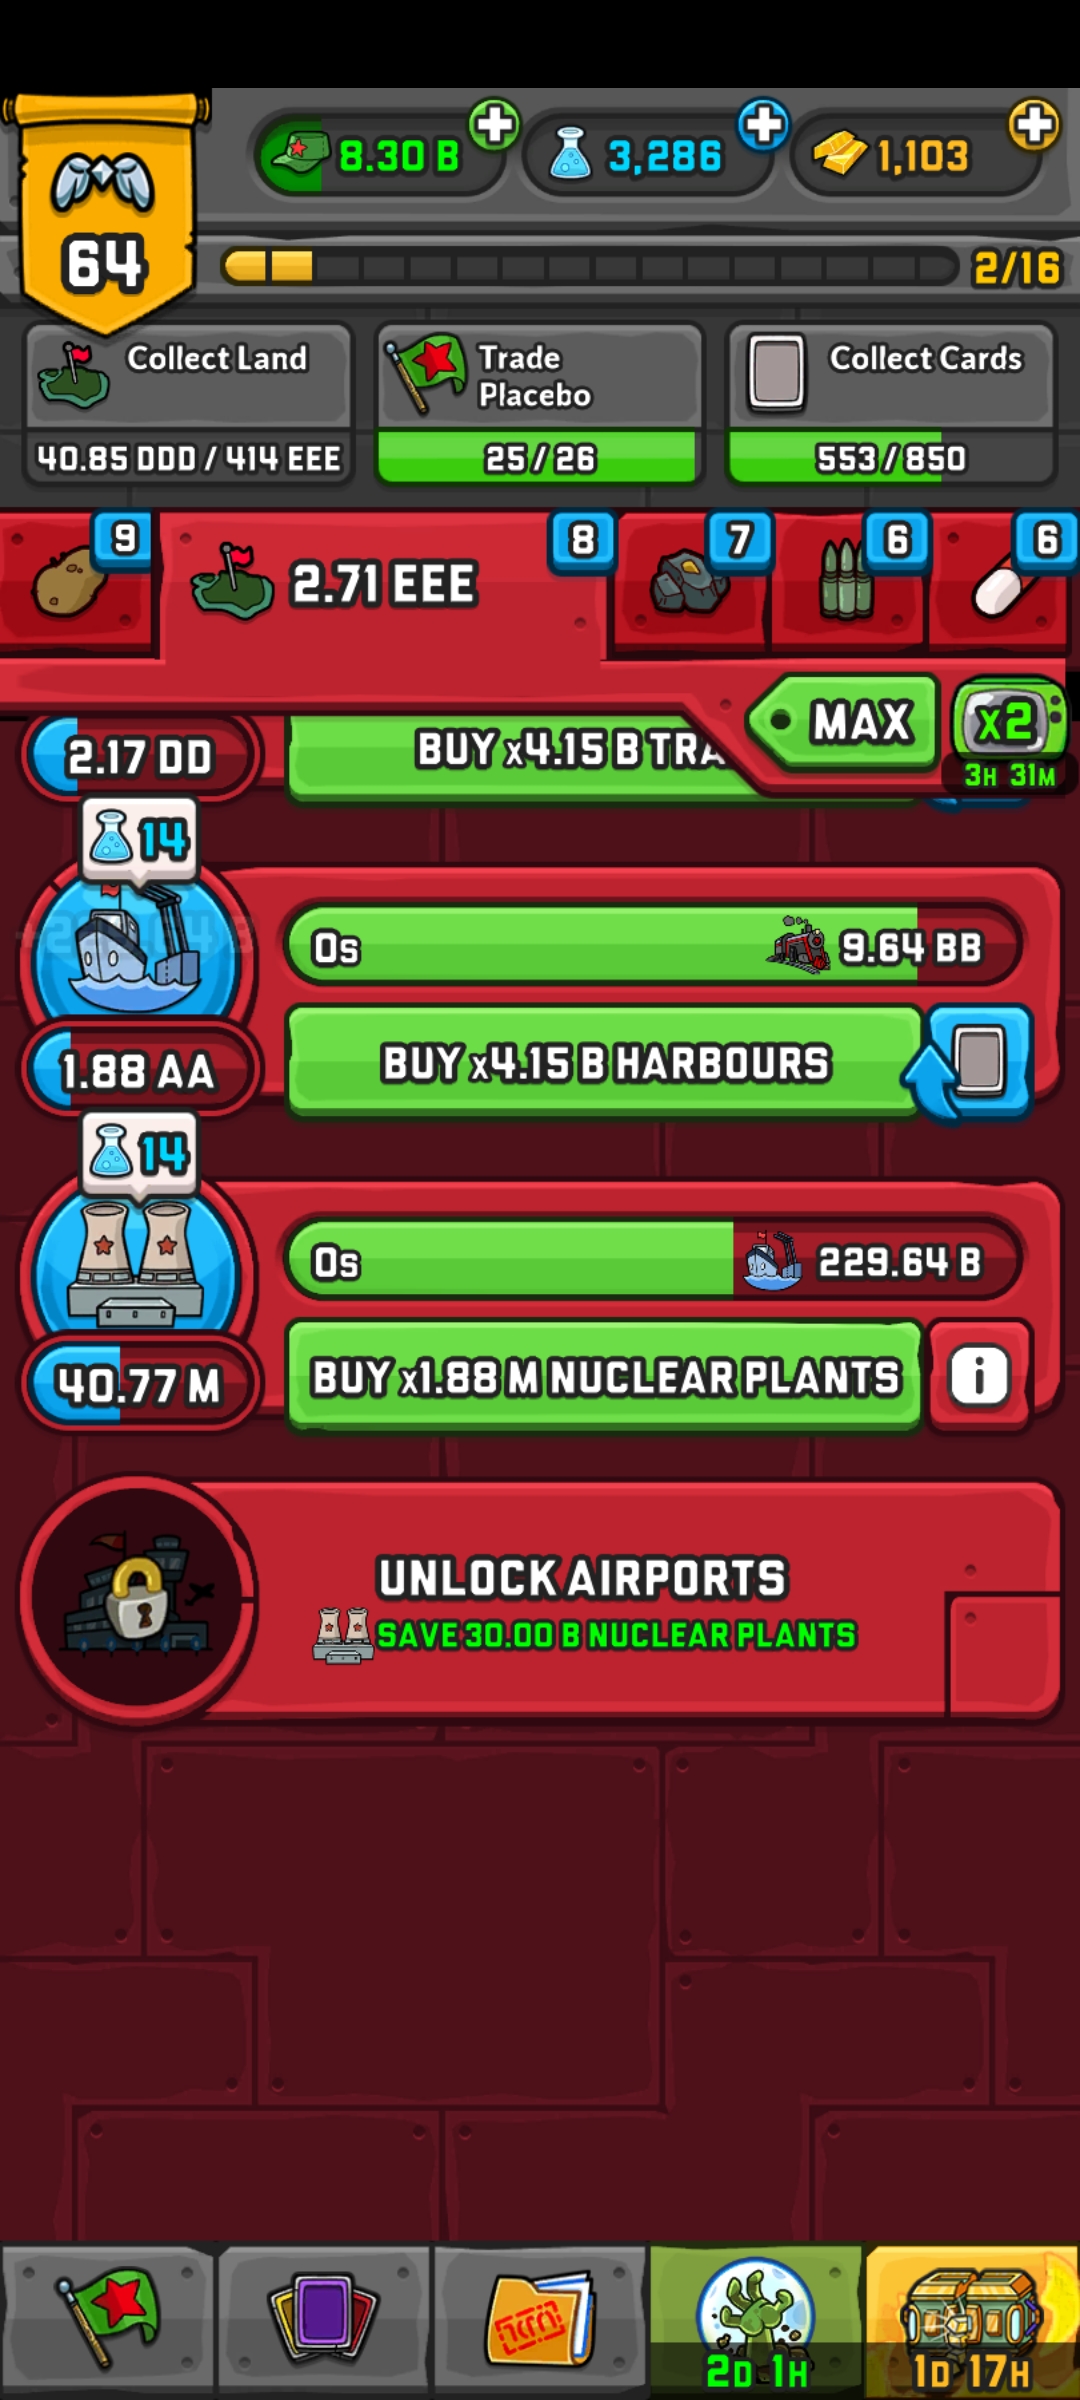 8.30 B
3,286
1,103
64
2/16
Collect Land
40.85 DDD / 414 EEE
Trade
Placebo
25/26
Collect Cards
553/850
9
2.71 EEE
8
7
6
6
MAX
x2
3H 31M
2.17 DD
BUY x4.15 B TRA
14
0s
9.64 BB
1.88 AA
BUY x4.15 B HARBOURS
14
0s
229.64 B
40.77 M
BUY x1.88 M NUCLEAR PLANTS
i
UNLOCK AIRPORTS
SAVE 30.00 B NUCLEAR PLANTS
2D 1H
1D 17H